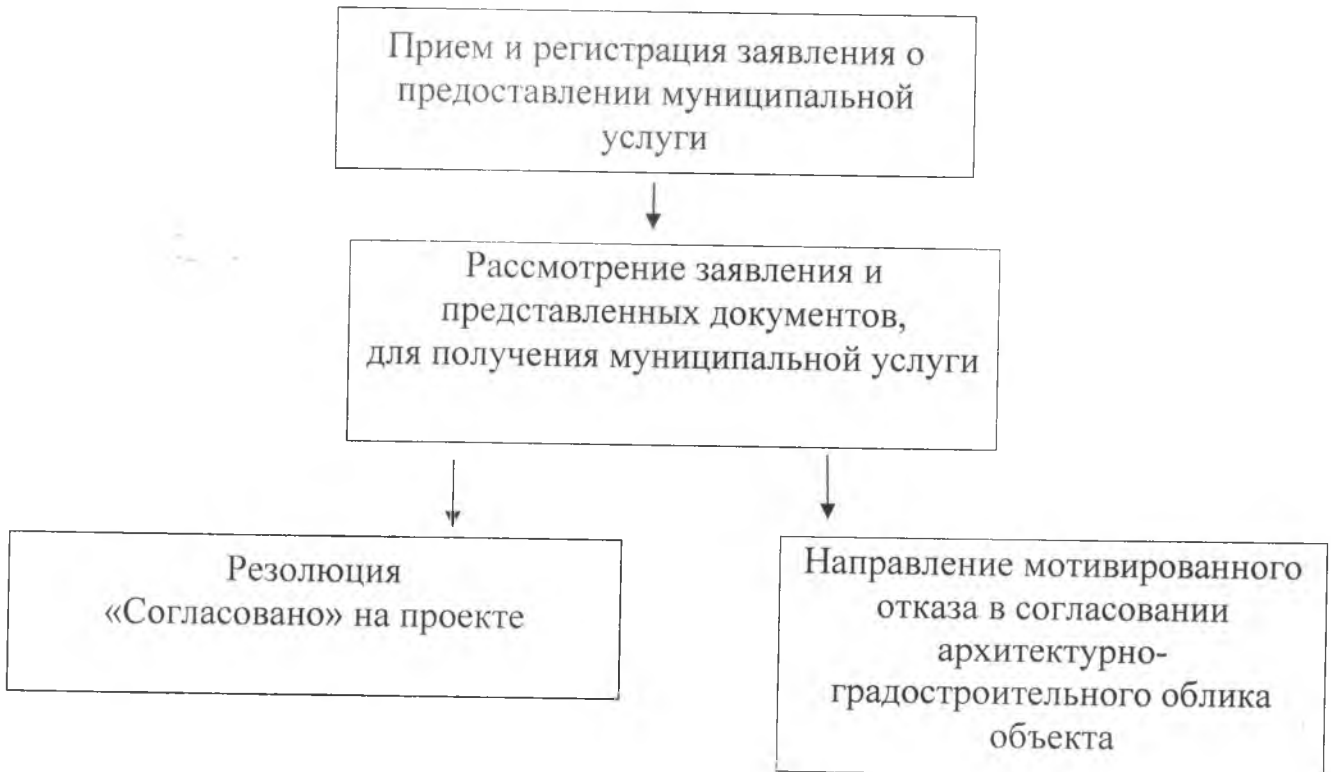 Прием и регистрация заявления о
предоставлении муниципальной
услуги
Рассмотрение заявления и
представленных документов,
для получения муниципальной услуги
Резолюция
«Согласовано» на проекте
Направление мотивированного
отказа в согласовании
архитектурно-
градостроительного облика
объекта